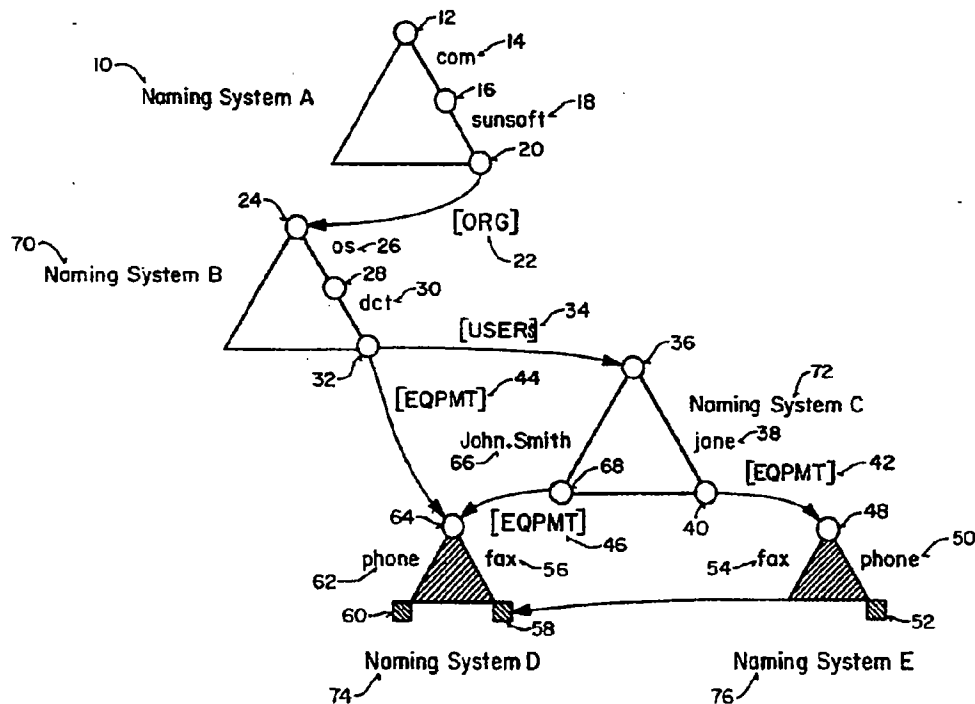 12
com 14
10
Naming System A
16
18
sunsoft
20
24
[ORG]
22
os 26
70
Naming System B
28
dct 30
[USERS]
34
36
32
44
[EQPMT]
72
Naming System C
John.Smith
66
jane 38
68
[EQPMT] 42
40
64
[EQPMT]
46
48
50
phone
62
fax 56
54 fax
phone
60
58
52
Naming System D
74
Naming System E
76